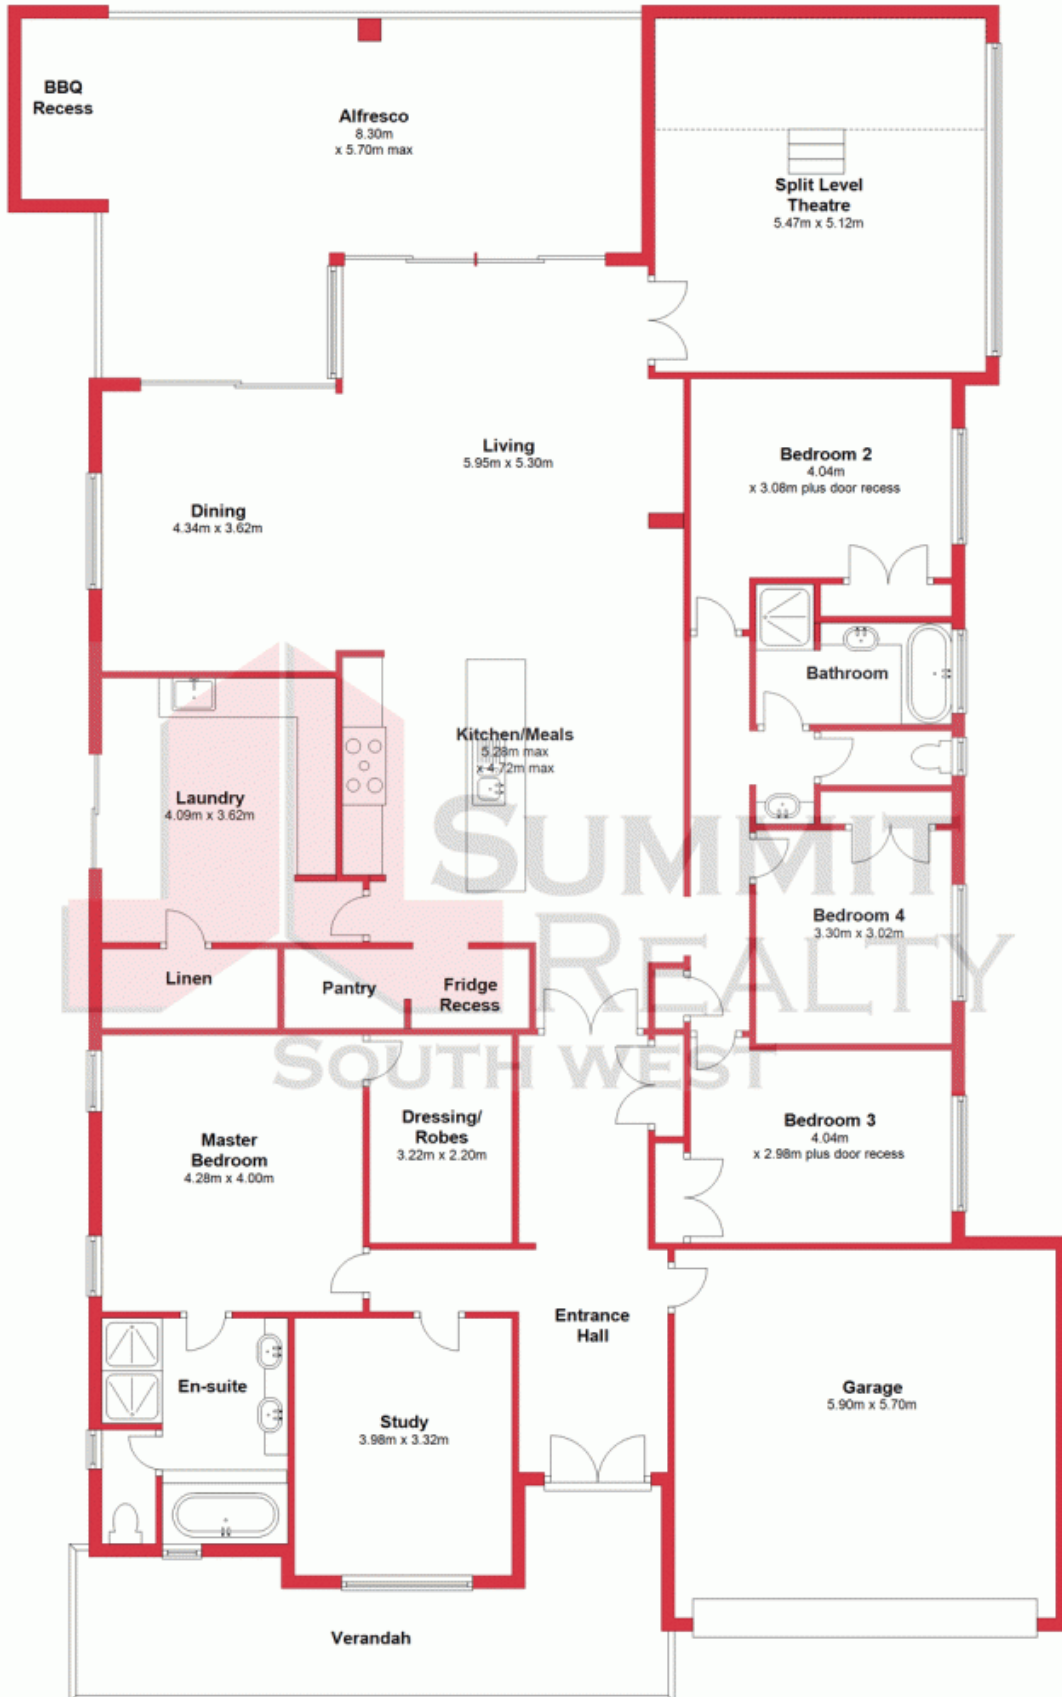 BBQ
Recess
Alfresco
8.30m
x 5.70m max
Split Level
Theatre
5.47m x 5.12m
Living
5.95m x 5.30m
Bedroom 2
4.04m
x 3.08m plus door recess
Dining
4.34m x 3.62m
Bathroom
Kitchen/Meals
5.28m max
x 4.72m max
Laundry
4.09m x 3.62m
SUMMIT
REALTY
SOUTH WEST
Bedroom 4
3.30m x 3.02m
Linen
Pantry
Fridge
Recess
Dressing/
Robes
3.22m x 2.20m
Master
Bedroom
4.28m x 4.00m
Bedroom 3
4.04m
x 2.98m plus door recess
Entrance
Hall
En-suite
Study
3.98m x 3.32m
Garage
5.90m x 5.70m
Verandah